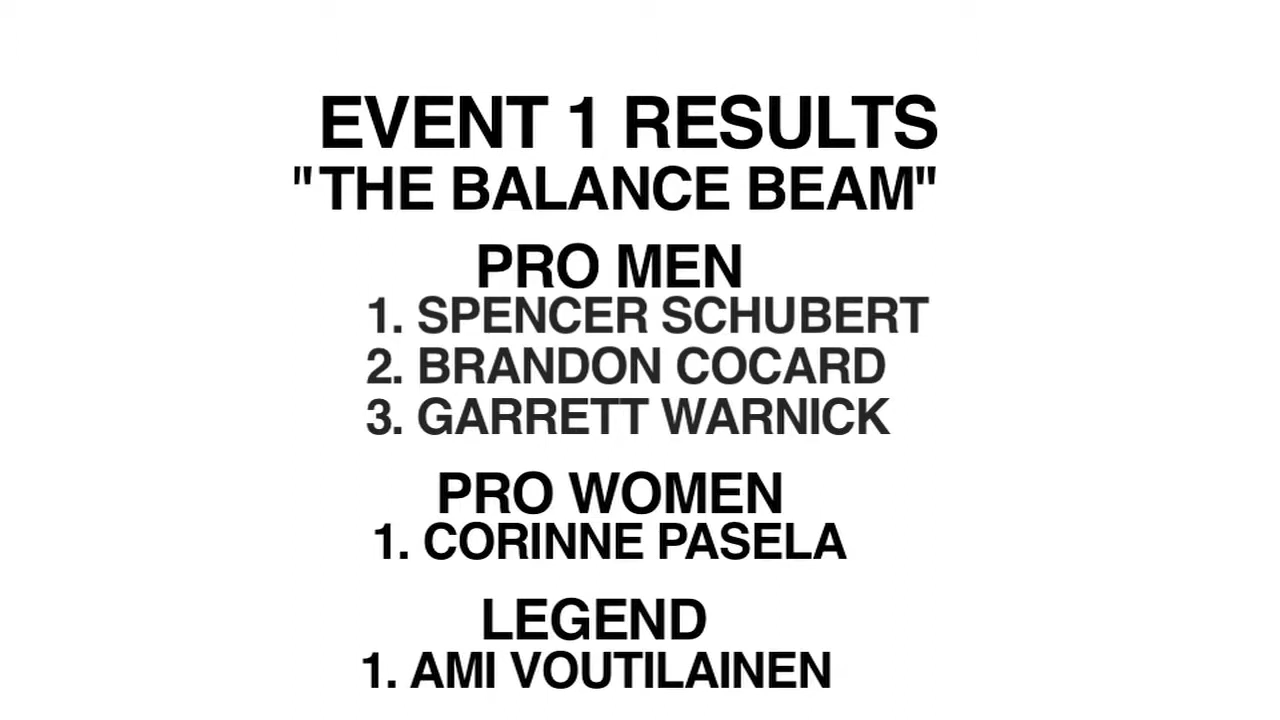 EVENT 1 RESULTS
"THE BALANCE BEAM"
PRO MEN
1. SPENCER SCHUBERT
2. BRANDON COCARD
3. GARRETT WARNICK
PRO WOMEN
1. CORINNE PASELA
LEGEND
1. AMI VOUTILAINEN